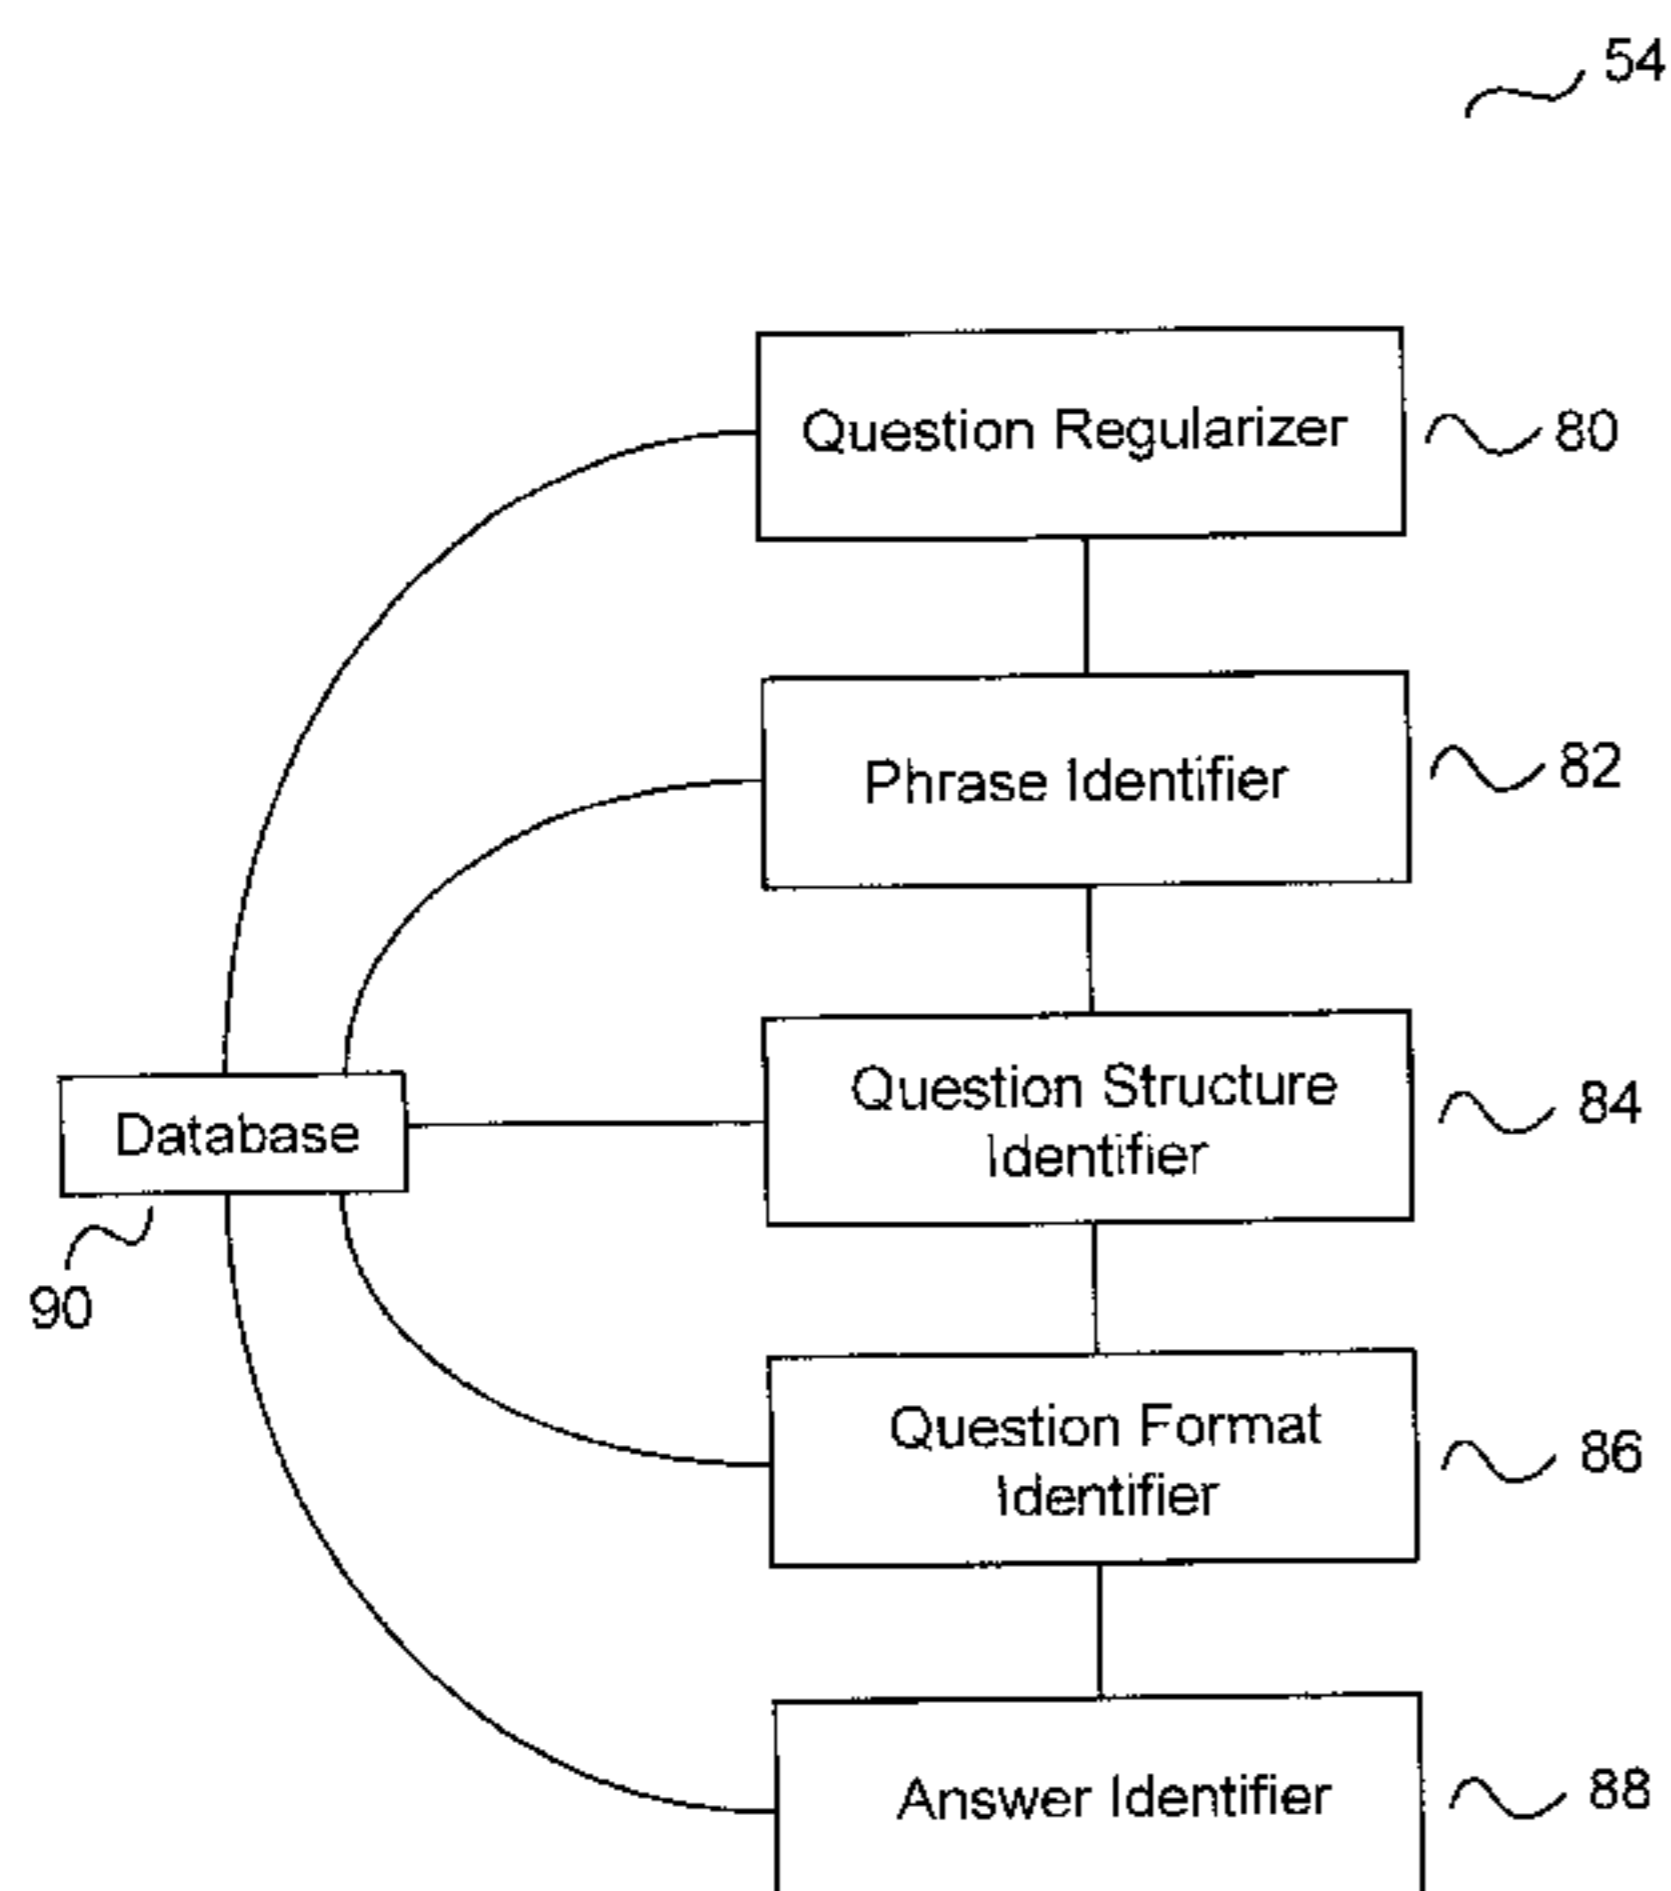 54
Question Regularizer
80
Phrase Identifier
82
Question Structure
Identifier
84
Database
90
Question Format
Identifier
86
Answer Identifier
88